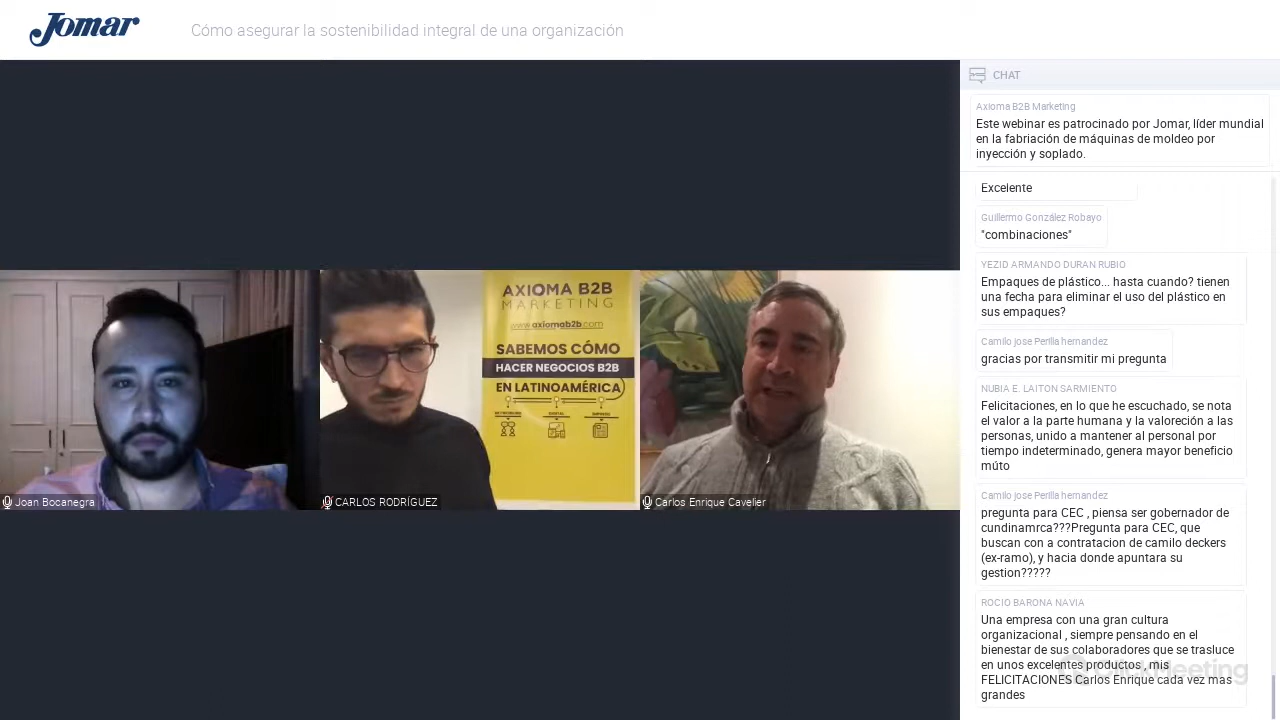 Jomar
Cómo asegurar la sostenibilidad integral de una organización
CHAT
Axioma B2B Marketing
Este webinar es patrocinado por Jomar, líder mundial
en la fabriación de máquinas de moldeo por
inyección y soplado.
Excelente
Guillermo González Robayo
"combinaciones"
YEZID ARMANDO DURAN RUBIO
Empaques de plástico... hasta cuando? tienen
una fecha para eliminar el uso del plástico en
sus empaques?
Camilo jose Perilla hernandez
gracias por transmitir mi pregunta
NUBIA E. LAITON SARMIENTO
Felicitaciones, en lo que he escuchado, se nota
el valor a la parte humana y la valoreción a las
personas, unido a mantener al personal por
tiempo indeterminado, genera mayor beneficio
múto
Camilo jose Perilla hernandez
pregunta para CEC , piensa ser gobernador de
cundinamrca???Pregunta para CEC, que
buscan con a contratacion de camilo deckers
(ex-ramo), y hacia donde apuntara su
gestion?????
ROCIO BARONA NAVIA
Una empresa con una gran cultura
organizacional , siempre pensando en el
bienestar de sus colaboradores que se trasluce
en unos excelentes productos , mis
FELICITACIONES Carlos Enrique cada vez mas
grandes
ClickMeeting
AXIOMA B2B
MARKETING
www.axiomab2b.com
SABEMOS CÓMO
HACER NEGOCIOS B2B
EN LATINOAMÉRICA
Joan Bocanegra
CARLOS RODRÍGUEZ
Carlos Enrique Cavelier